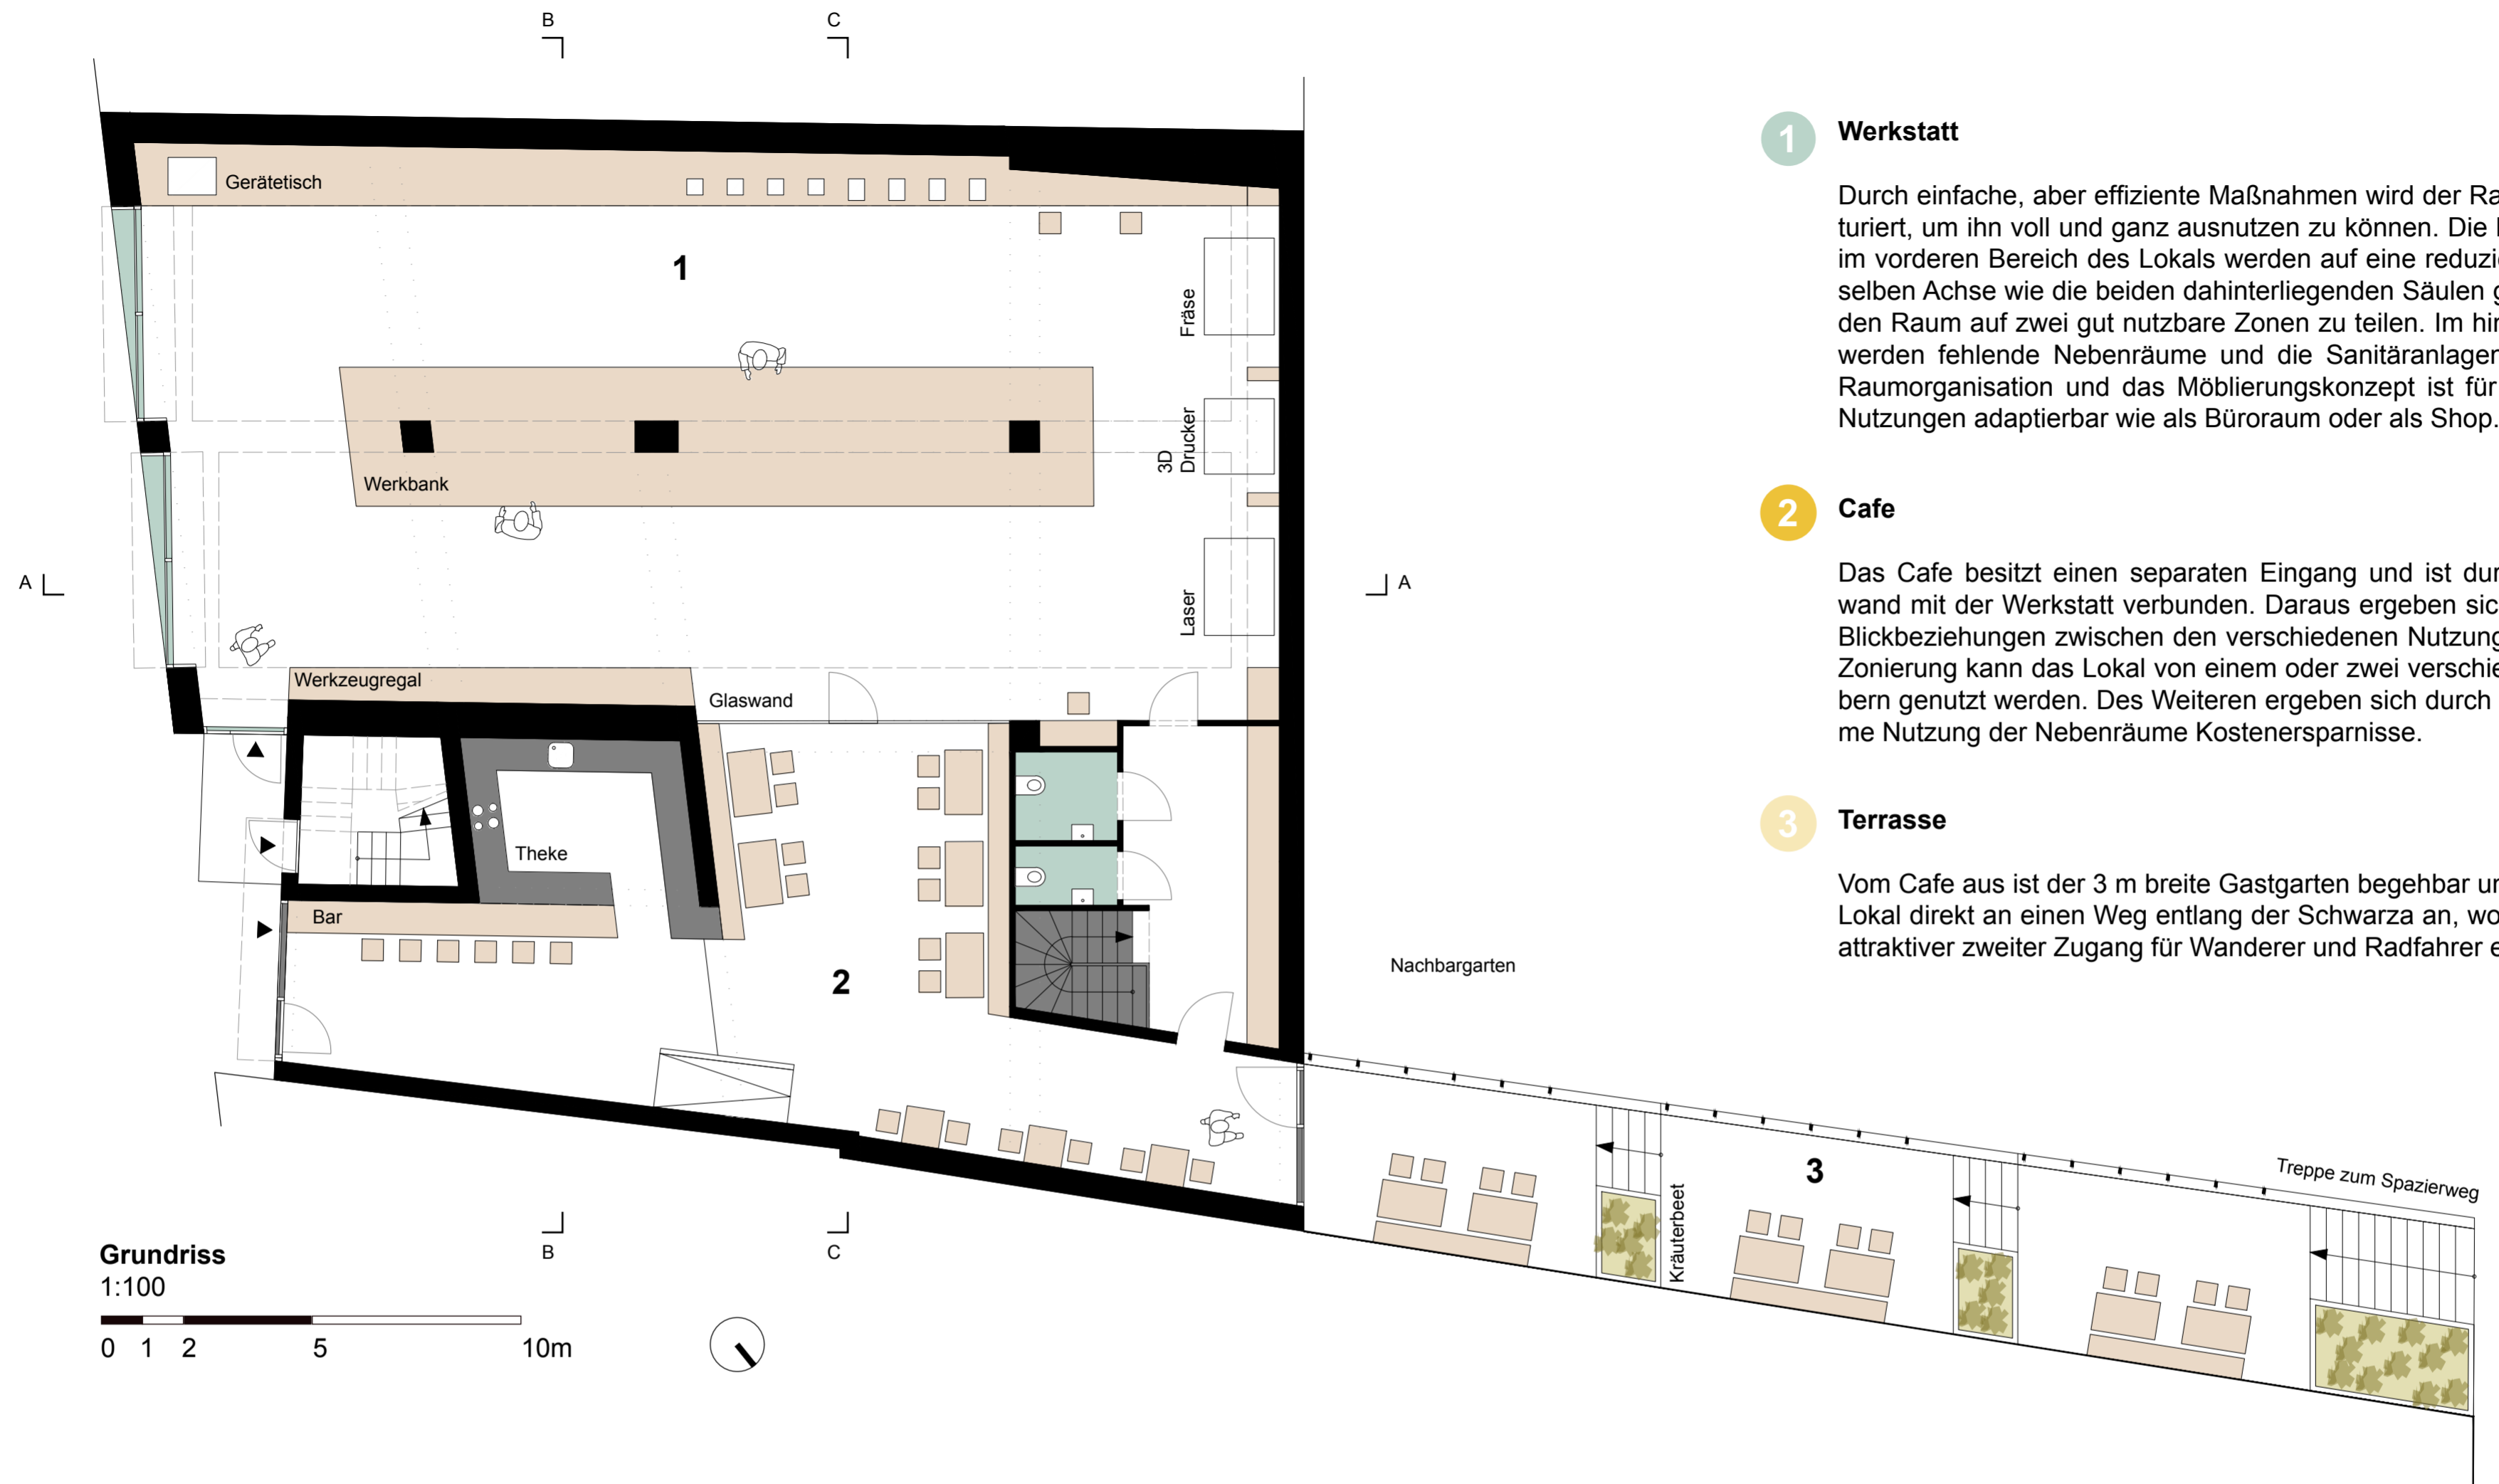 B
C
Gerätetisch
1
Fräse
3D
Drucker
Werkbank
A
A
Laser
Werkzeugregal
Glaswand
Theke
Bar
2
Nachbargarten
3
Kräuterbeet
Treppe zum Spazierweg
B
C
Grundriss
1:100
0 1 2 5 10m
1 Werkstatt
Durch einfache, aber effiziente Maßnahmen wird der Ra
turiert, um ihn voll und ganz ausnutzen zu können. Die
im vorderen Bereich des Lokals werden auf eine reduzi
selben Achse wie die beiden dahinterliegenden Säulen
den Raum auf zwei gut nutzbare Zonen zu teilen. Im
werden fehlende Nebenräume und die Sanitäranlagen
Raumorganisation und das Möblierungskonzept ist für
Nutzungen adaptierbar wie als Büroraum oder als Shop.
2 Cafe
Das Cafe besitzt einen separaten Eingang und ist dur
wand mit der Werkstatt verbunden. Daraus ergeben sic
Blickbeziehungen zwischen den verschiedenen Nutzung
Zonierung kann das Lokal von einem oder zwei verschie
bern genutzt werden. Des Weiteren ergeben sich durch
me Nutzung der Nebenräume Kostenersparnisse.
3 Terrasse
Vom Cafe aus ist der 3 m breite Gastgarten begehbar
Lokal direkt an einen Weg entlang der Schwarza an, wo
attraktiver zweiter Zugang für Wanderer und Radfahrer